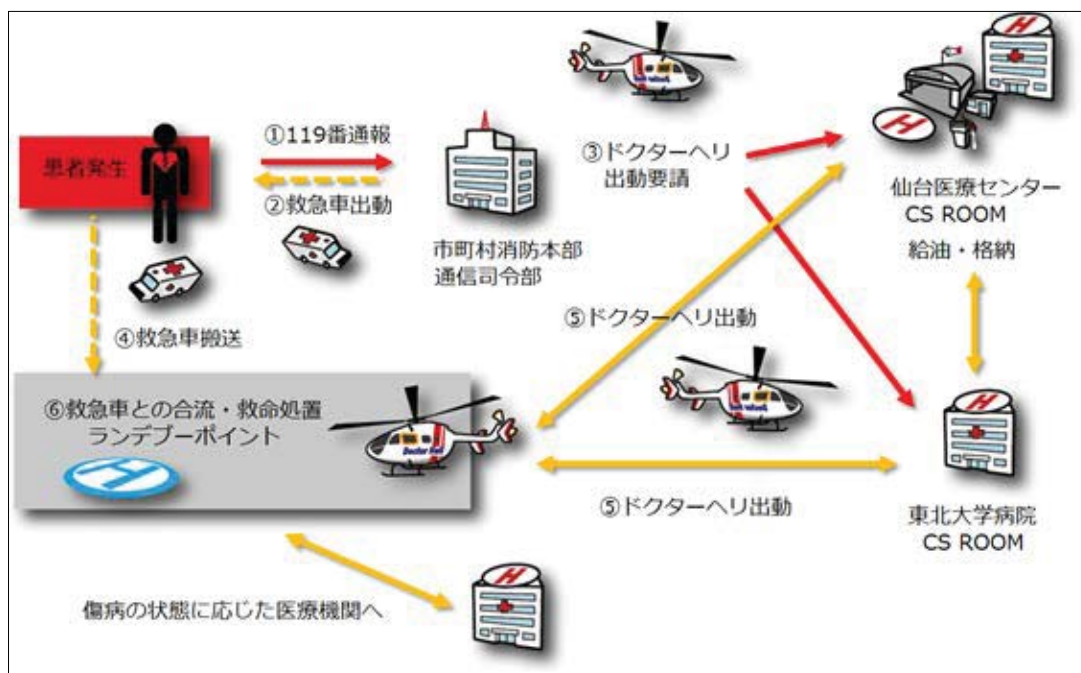 患者発生
①119番通報
②救急車出動
市町村消防本部
通信司令部
③ドクターヘリ
出動要請
仙台医療センター
CS ROOM
給油・格納
④救急車搬送
⑤ドクターヘリ出動
⑥救急車との合流・救命処置
ランデブーポイント
Doctor Heli
⑤ドクターヘリ出動
東北大学病院
CS ROOM
傷病の状態に応じた医療機関へ
H
H
H
H
H